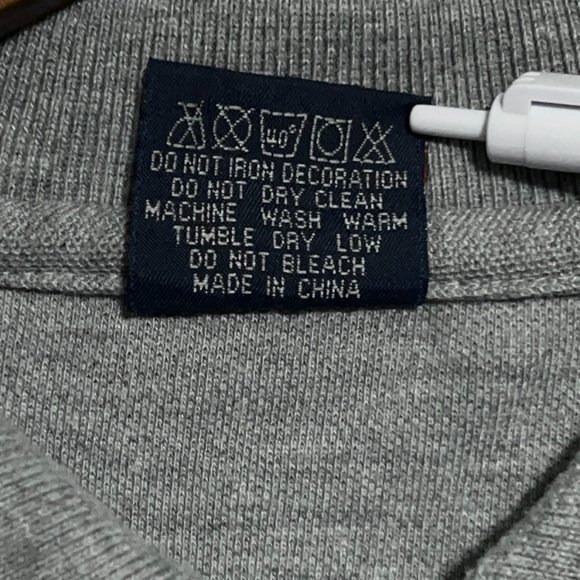 40°
DO NOT IRON DECORATION
DO NOT DRY CLEAN
MACHINE WASH WARM
TUMBLE DRY LOW
DO NOT BLEACH
MADE IN CHINA